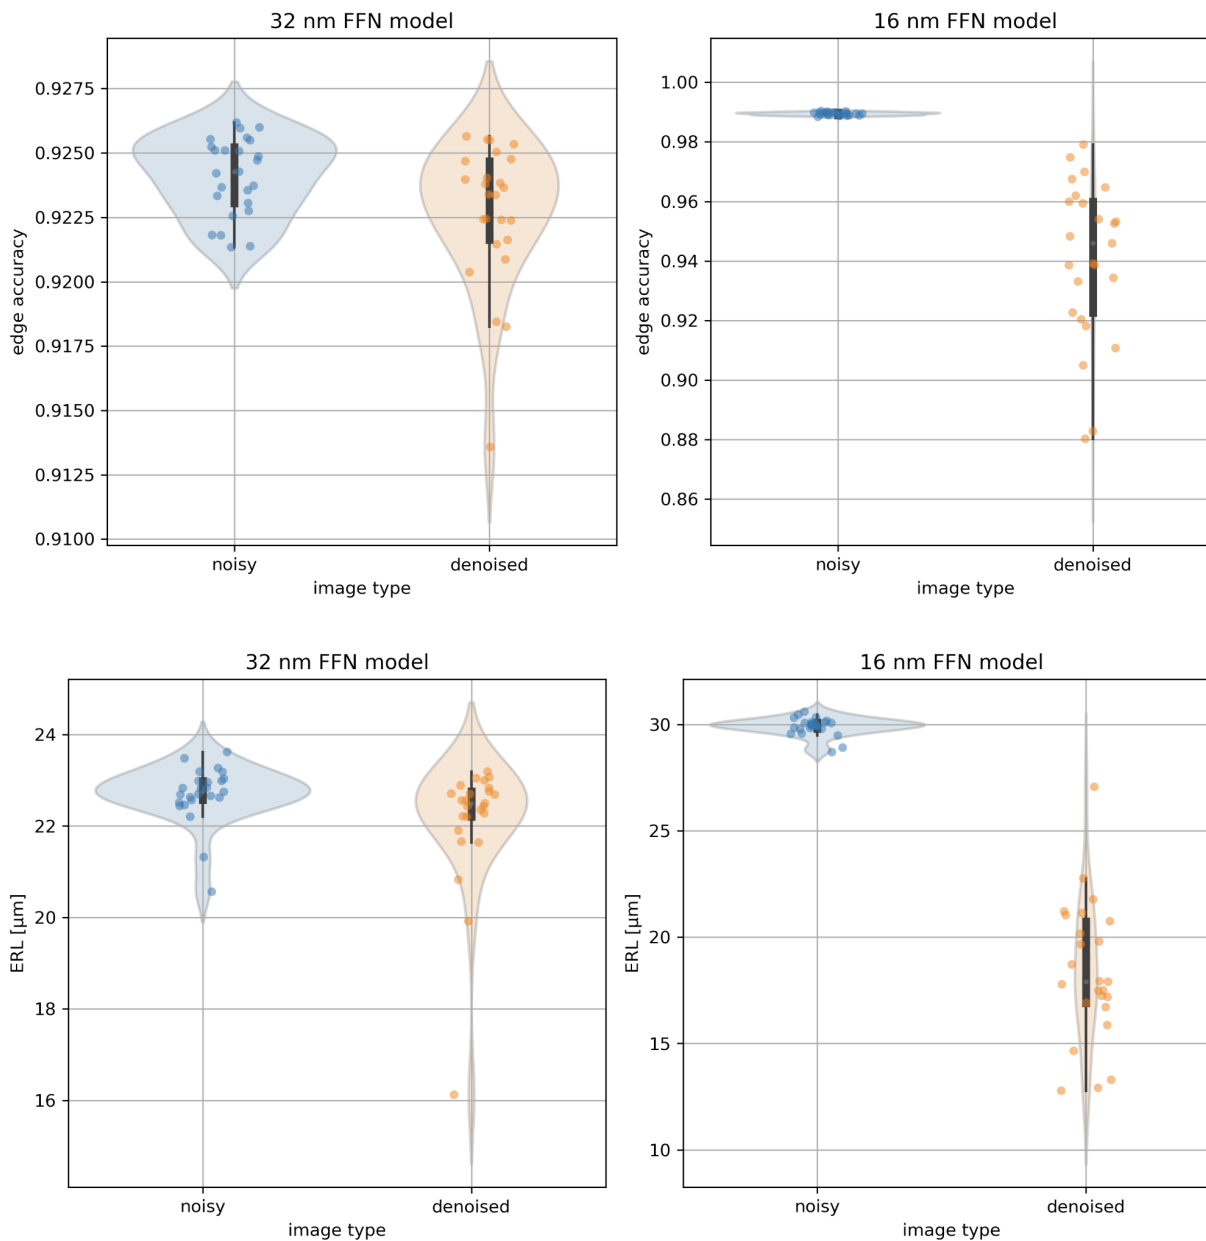 32 nm FFN model
16 nm FFN model
edge accuracy
0.9275
0.9250
0.9225
0.9200
0.9175
0.9150
0.9125
0.9100
noisy
denoised
image type
edge accuracy
1.00
0.98
0.96
0.94
0.92
0.90
0.88
0.86
noisy
denoised
image type
32 nm FFN model
16 nm FFN model
ERL [µm]
24
22
20
18
16
noisy
denoised
image type
ERL [µm]
30
25
20
15
10
noisy
denoised
image type